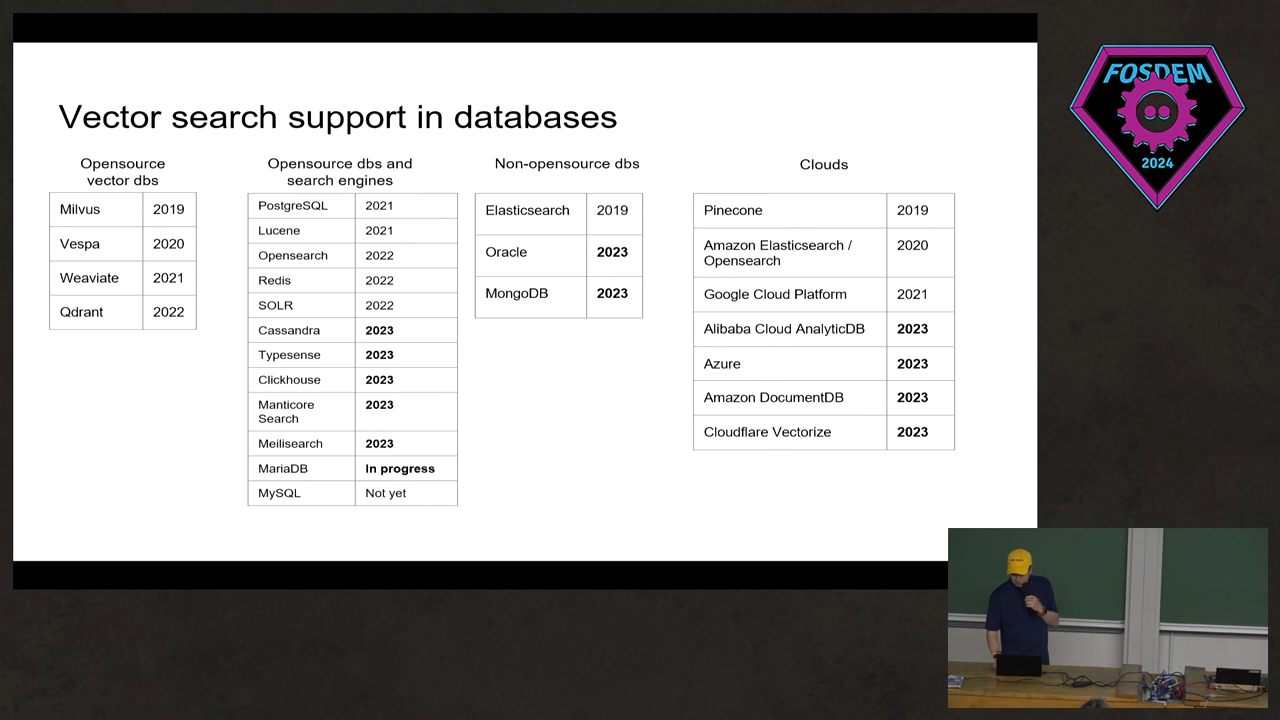 Vector search support in databases
Opensource
vector dbs
Milvus 2019
Vespa 2020
Weaviate 2021
Qdrant 2022
Opensource dbs and
search engines
PostgreSQL 2021
Lucene 2021
Opensearch 2022
Redis 2022
SOLR 2022
Cassandra 2023
Typesense 2023
Clickhouse 2023
Manticore 2023
Search
Meilisearch 2023
MariaDB In progress
MySQL Not yet
Non-opensource dbs
Elasticsearch 2019
Oracle 2023
MongoDB 2023
Clouds
Pinecone 2019
Amazon Elasticsearch / 2020
Opensearch
Google Cloud Platform 2021
Alibaba Cloud AnalyticDB 2023
Azure 2023
Amazon DocumentDB 2023
Cloudflare Vectorize 2023
FOSDEM
2024